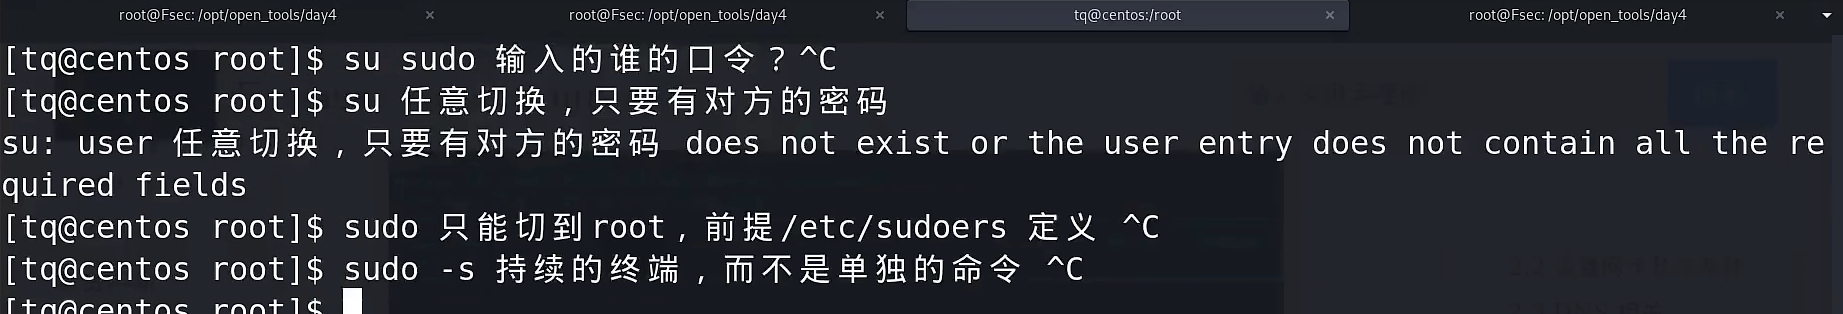 root@Fsec: /opt/open_tools/day4 × root@Fsec: /opt/open_tools/day4 × tq@centos:/root × root@Fsec: /opt/open_tools/day4 ×
[tq@centos root]$ su sudo 输入的谁的口令？^C
[tq@centos root]$ su 任意切换，只要有对方的密码
su: user 任意切换，只要有对方的密码 does not exist or the user entry does not contain all the re
quired fields
[tq@centos root]$ sudo 只能切到root，前提/etc/sudoers 定义 ^C
[tq@centos root]$ sudo -s 持续的终端，而不是单独的命令 ^C
[tq@centos root]$